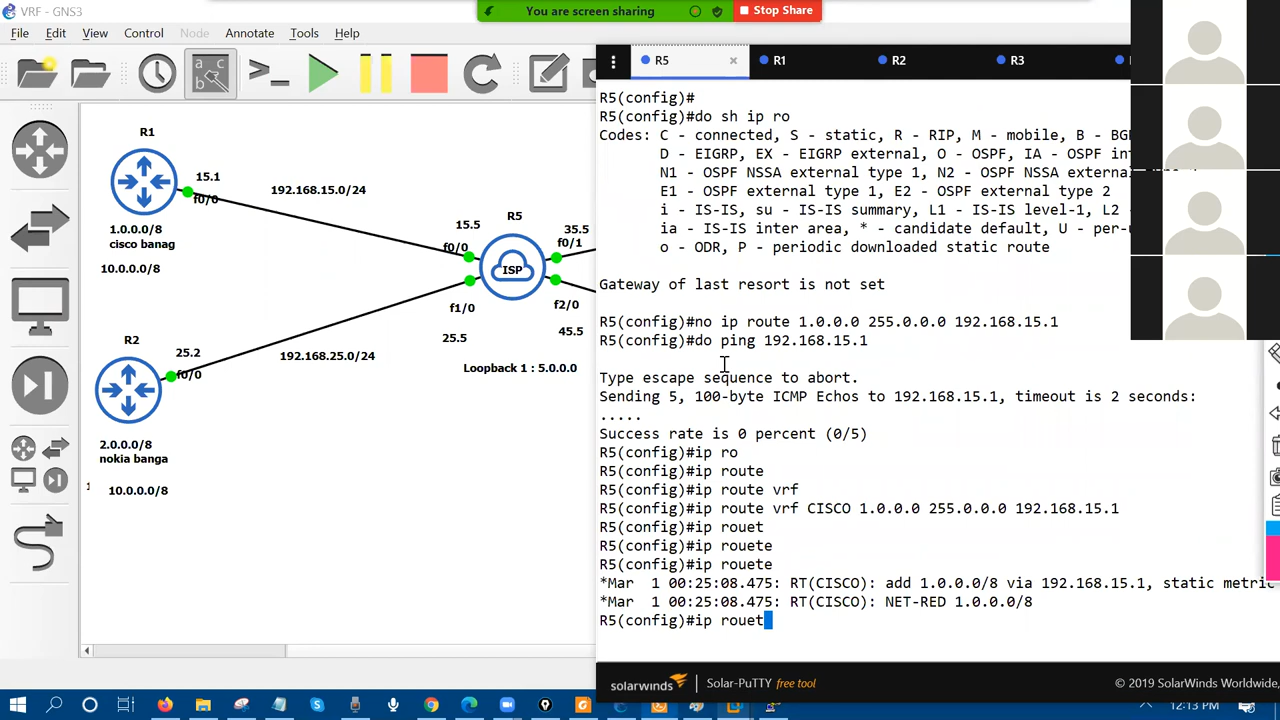 VRF - GNS3
You are screen sharing
Stop Share
File Edit View Control Node Annotate Tools Help
R5
R1
R2
R3
R1
15.1
f0/0
192.168.15.0/24
1.0.0.0/8
cisco banag
10.0.0.0/8
R5
15.5
35.5
f0/0
f0/1
ISP
f1/0
f2/0
25.5
45.5
R2
25.2
f0/0
192.168.25.0/24
Loopback 1 : 5.0.0.0
2.0.0.0/8
nokia banga
10.0.0.0/8
R5(config)#
R5(config)#do sh ip ro
Codes: C - connected, S - static, R - RIP, M - mobile, B - BG
D - EIGRP, EX - EIGRP external, O - OSPF, IA - OSPF in
N1 - OSPF NSSA external type 1, N2 - OSPF NSSA external
E1 - OSPF external type 1, E2 - OSPF external type 2
i - IS-IS, su - IS-IS summary, L1 - IS-IS level-1, L2
ia - IS-IS inter area, * - candidate default, U - per-
o - ODR, P - periodic downloaded static route
Gateway of last resort is not set
R5(config)#no ip route 1.0.0.0 255.0.0.0 192.168.15.1
R5(config)#do ping 192.168.15.1
Type escape sequence to abort.
Sending 5, 100-byte ICMP Echos to 192.168.15.1, timeout is 2 seconds:
.....
Success rate is 0 percent (0/5)
R5(config)#ip ro
R5(config)#ip route
R5(config)#ip route vrf
R5(config)#ip route vrf CISCO 1.0.0.0 255.0.0.0 192.168.15.1
R5(config)#ip rouet
R5(config)#ip rouete
R5(config)#ip rouete
*Mar  1 00:25:08.475: RT(CISCO): add 1.0.0.0/8 via 192.168.15.1, static metric
*Mar  1 00:25:08.475: RT(CISCO): NET-RED 1.0.0.0/8
R5(config)#ip rouet
solarwinds Solar-PuTTY free tool
© 2019 SolarWinds Worldwide,
12:13 PM